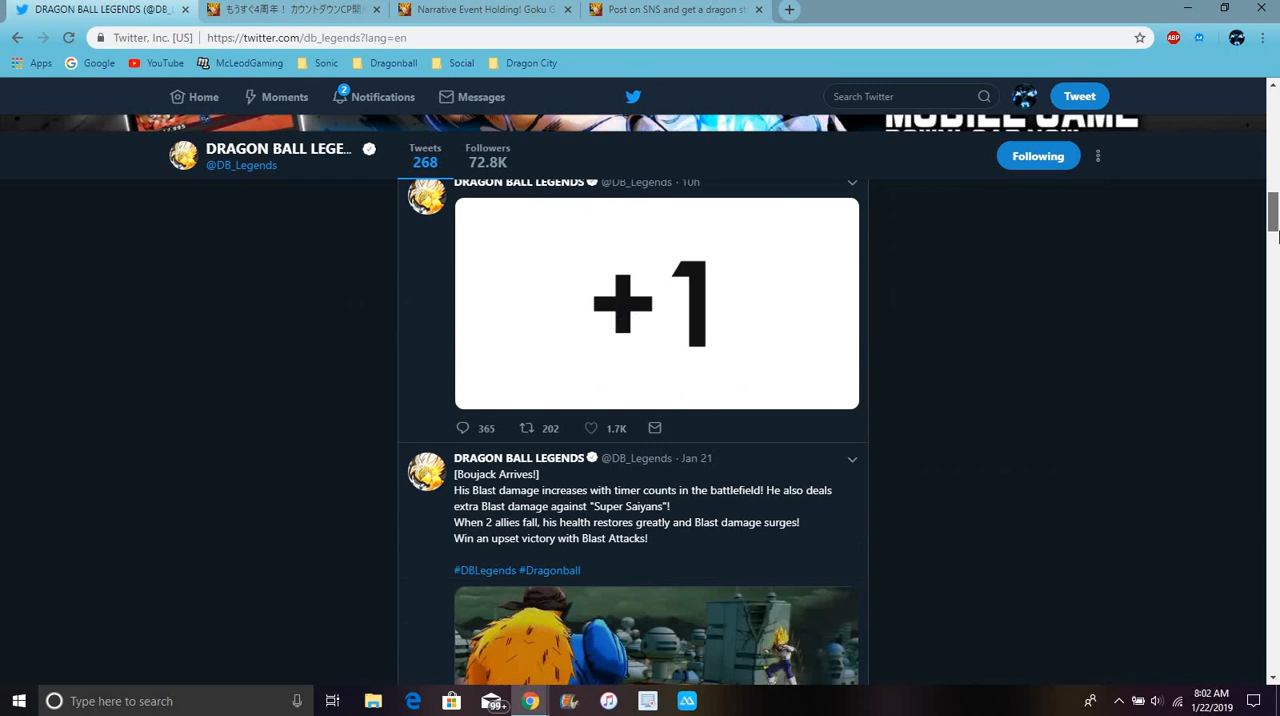 DRAGON BALL LEGENDS (@DB_L
もうすぐ4周年！ カウントダウンCP開
Narrative Event Holding! Goku G
Post on SNS and get a dragon st
Twitter, Inc. [US] | https://twitter.com/db_legends?lang=en
ABP
Apps Google YouTube McLeodGaming Sonic Dragonball Social Dragon City
2
Home Moments Notifications Messages Search Twitter Tweet
MOBILE GAME
DOWNLOAD NOW
DRAGON BALL LEGE... Tweets Followers
@DB_Legends 268 72.8K Following
DRAGON BALL LEGENDS @DB_Legends · 10h
+1
365 202 1.7K
DRAGON BALL LEGENDS @DB_Legends · Jan 21
[Boujack Arrives!]
His Blast damage increases with timer counts in the battlefield! He also deals
extra Blast damage against "Super Saiyans"!
When 2 allies fall, his health restores greatly and Blast damage surges!
Win an upset victory with Blast Attacks!
#DBLegends #Dragonball
Type here to search 99+ 8:02 AM
1/22/2019